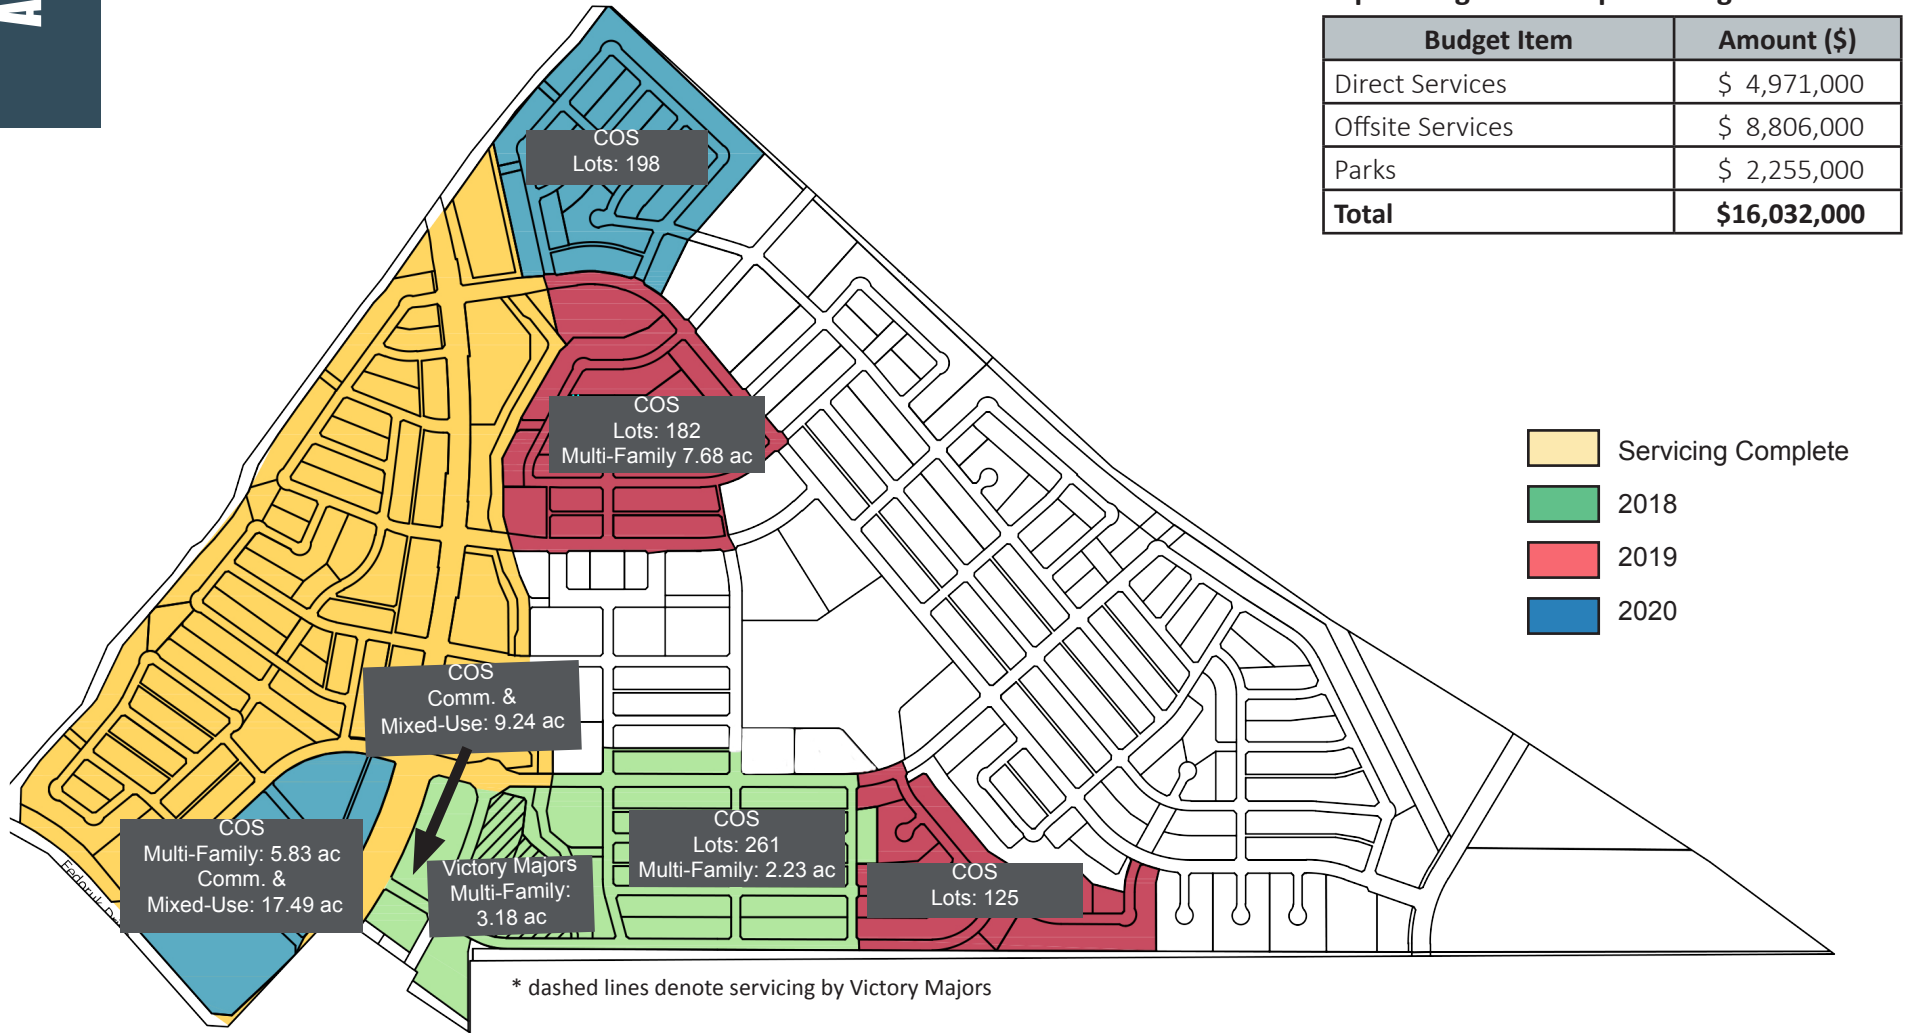 A
Budget Item Amount ($)
Direct Services $ 4,971,000
Offsite Services $ 8,806,000
Parks $ 2,255,000
Total $16,032,000
COS
Lots: 198
COS
Lots: 182
Multi-Family 7.68 ac
Servicing Complete
2018
2019
2020
COS
Comm. &
Mixed-Use: 9.24 ac
COS
Multi-Family: 5.83 ac
Comm. &
Mixed-Use: 17.49 ac
Victory Majors
Multi-Family:
3.18 ac
COS
Lots: 261
Multi-Family: 2.23 ac
COS
Lots: 125
Fedoruk
* dashed lines denote servicing by Victory Majors